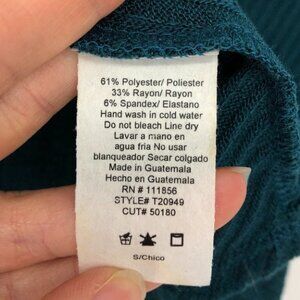 61% Polyester/ Poliester
33% Rayon/ Rayon
6% Spandex/ Elastano
Hand wash in cold water
Do not bleach Line dry
Lavar a mano en
agua fria No usar
blanqueador Secar colgado
Made in Guatemala
Hecho en Guatemala
RN # 111856
STYLE# T20949
CUT# 50180
S/Chico